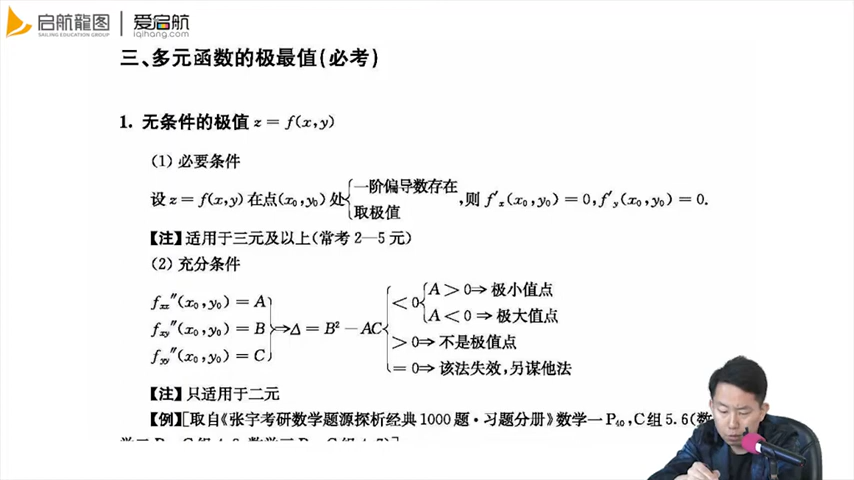 启航龍图 爱启航
SAILING EDUCATION GROUP iqihang.com
三、多元函数的极最值(必考)
1. 无条件的极值 z = f(x,y)
(1) 必要条件
设 z = f(x,y) 在点(x₀,y₀) 处{一阶偏导数存在
取极值
,则 f′ₓ(x₀,y₀) = 0, f′ᵧ(x₀,y₀) = 0.
【注】适用于三元及以上(常考 2—5 元)
(2) 充分条件
fₓₓ″(x₀,y₀) = A
fₓᵧ″(x₀,y₀) = B
fᵧᵧ″(x₀,y₀) = C
}⇒Δ = B² − AC{
< 0{A > 0⇒ 极小值点
A < 0 ⇒ 极大值点
> 0⇒ 不是极值点
= 0⇒ 该法失效,另谋他法
【注】只适用于二元
【例】[取自《张宇考研数学题源探析经典 1000 题·习题分册》数学一 P₄₀,C 组 5.6(数